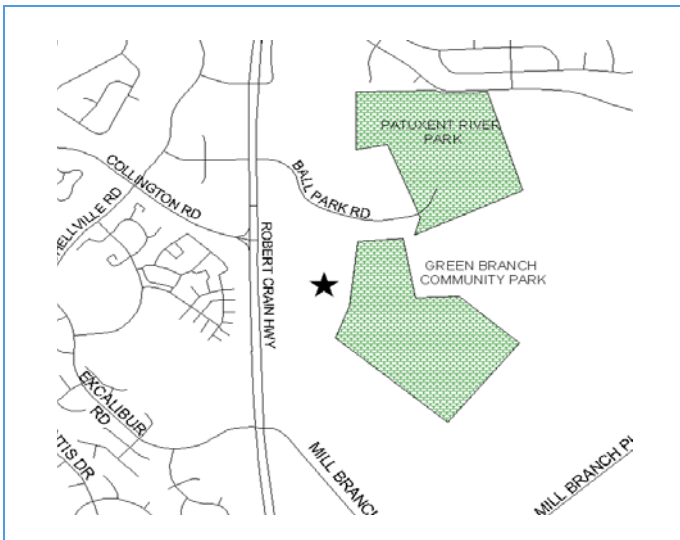 PATUXENT RIVER
PARK
COLLINGTON RD
BALL PARK RD
HELLVILLE RD
ROBERT CRAIN HWY
GREEN BRANCH
COMMUNITY PARK
EXCALIBUR
RD
TIS DR
MILL BRANC
MILL BRANCH P